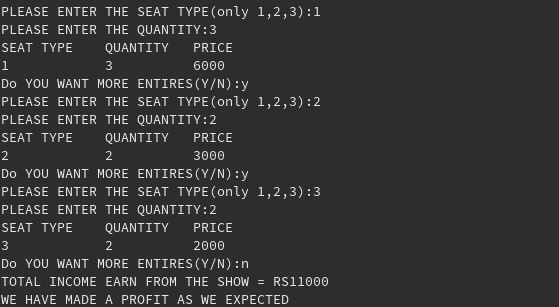 PLEASE ENTER THE SEAT TYPE(only 1,2,3):1
PLEASE ENTER THE QUANTITY:3
SEAT TYPE    QUANTITY   PRICE
1            3          6000
Do YOU WANT MORE ENTIRES(Y/N):y
PLEASE ENTER THE SEAT TYPE(only 1,2,3):2
PLEASE ENTER THE QUANTITY:2
SEAT TYPE    QUANTITY   PRICE
2            2          3000
Do YOU WANT MORE ENTIRES(Y/N):y
PLEASE ENTER THE SEAT TYPE(only 1,2,3):3
PLEASE ENTER THE QUANTITY:2
SEAT TYPE    QUANTITY   PRICE
3            2          2000
Do YOU WANT MORE ENTIRES(Y/N):n
TOTAL INCOME EARN FROM THE SHOW = RS11000
WE HAVE MADE A PROFIT AS WE EXPECTED